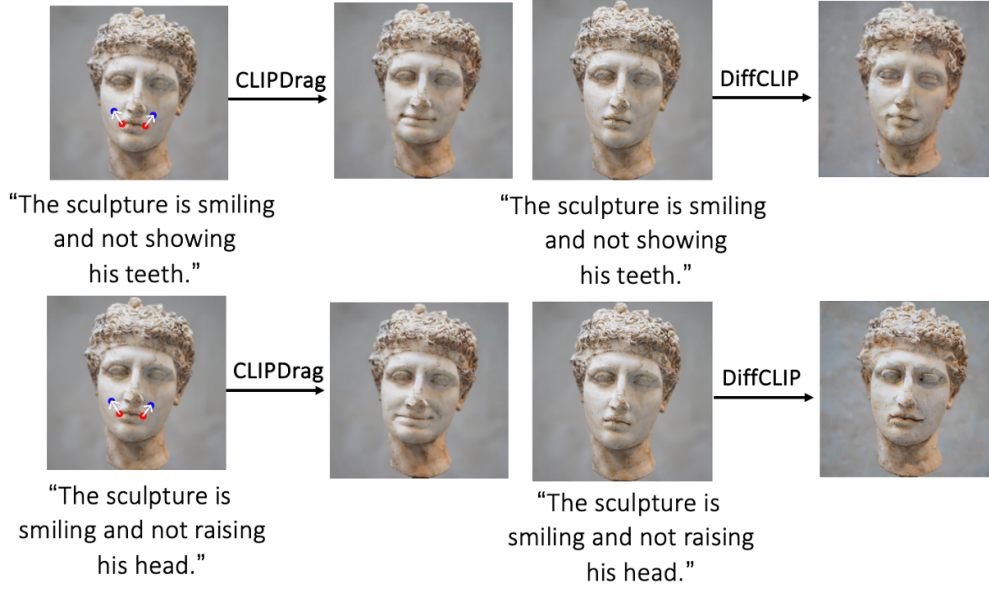 CLIPDrag
DiffCLIP
“The sculpture is smiling
and not showing
his teeth.”
“The sculpture is smiling
and not showing
his teeth.”
CLIPDrag
DiffCLIP
“The sculpture is
smiling and not raising
his head.”
“The sculpture is
smiling and not raising
his head.”